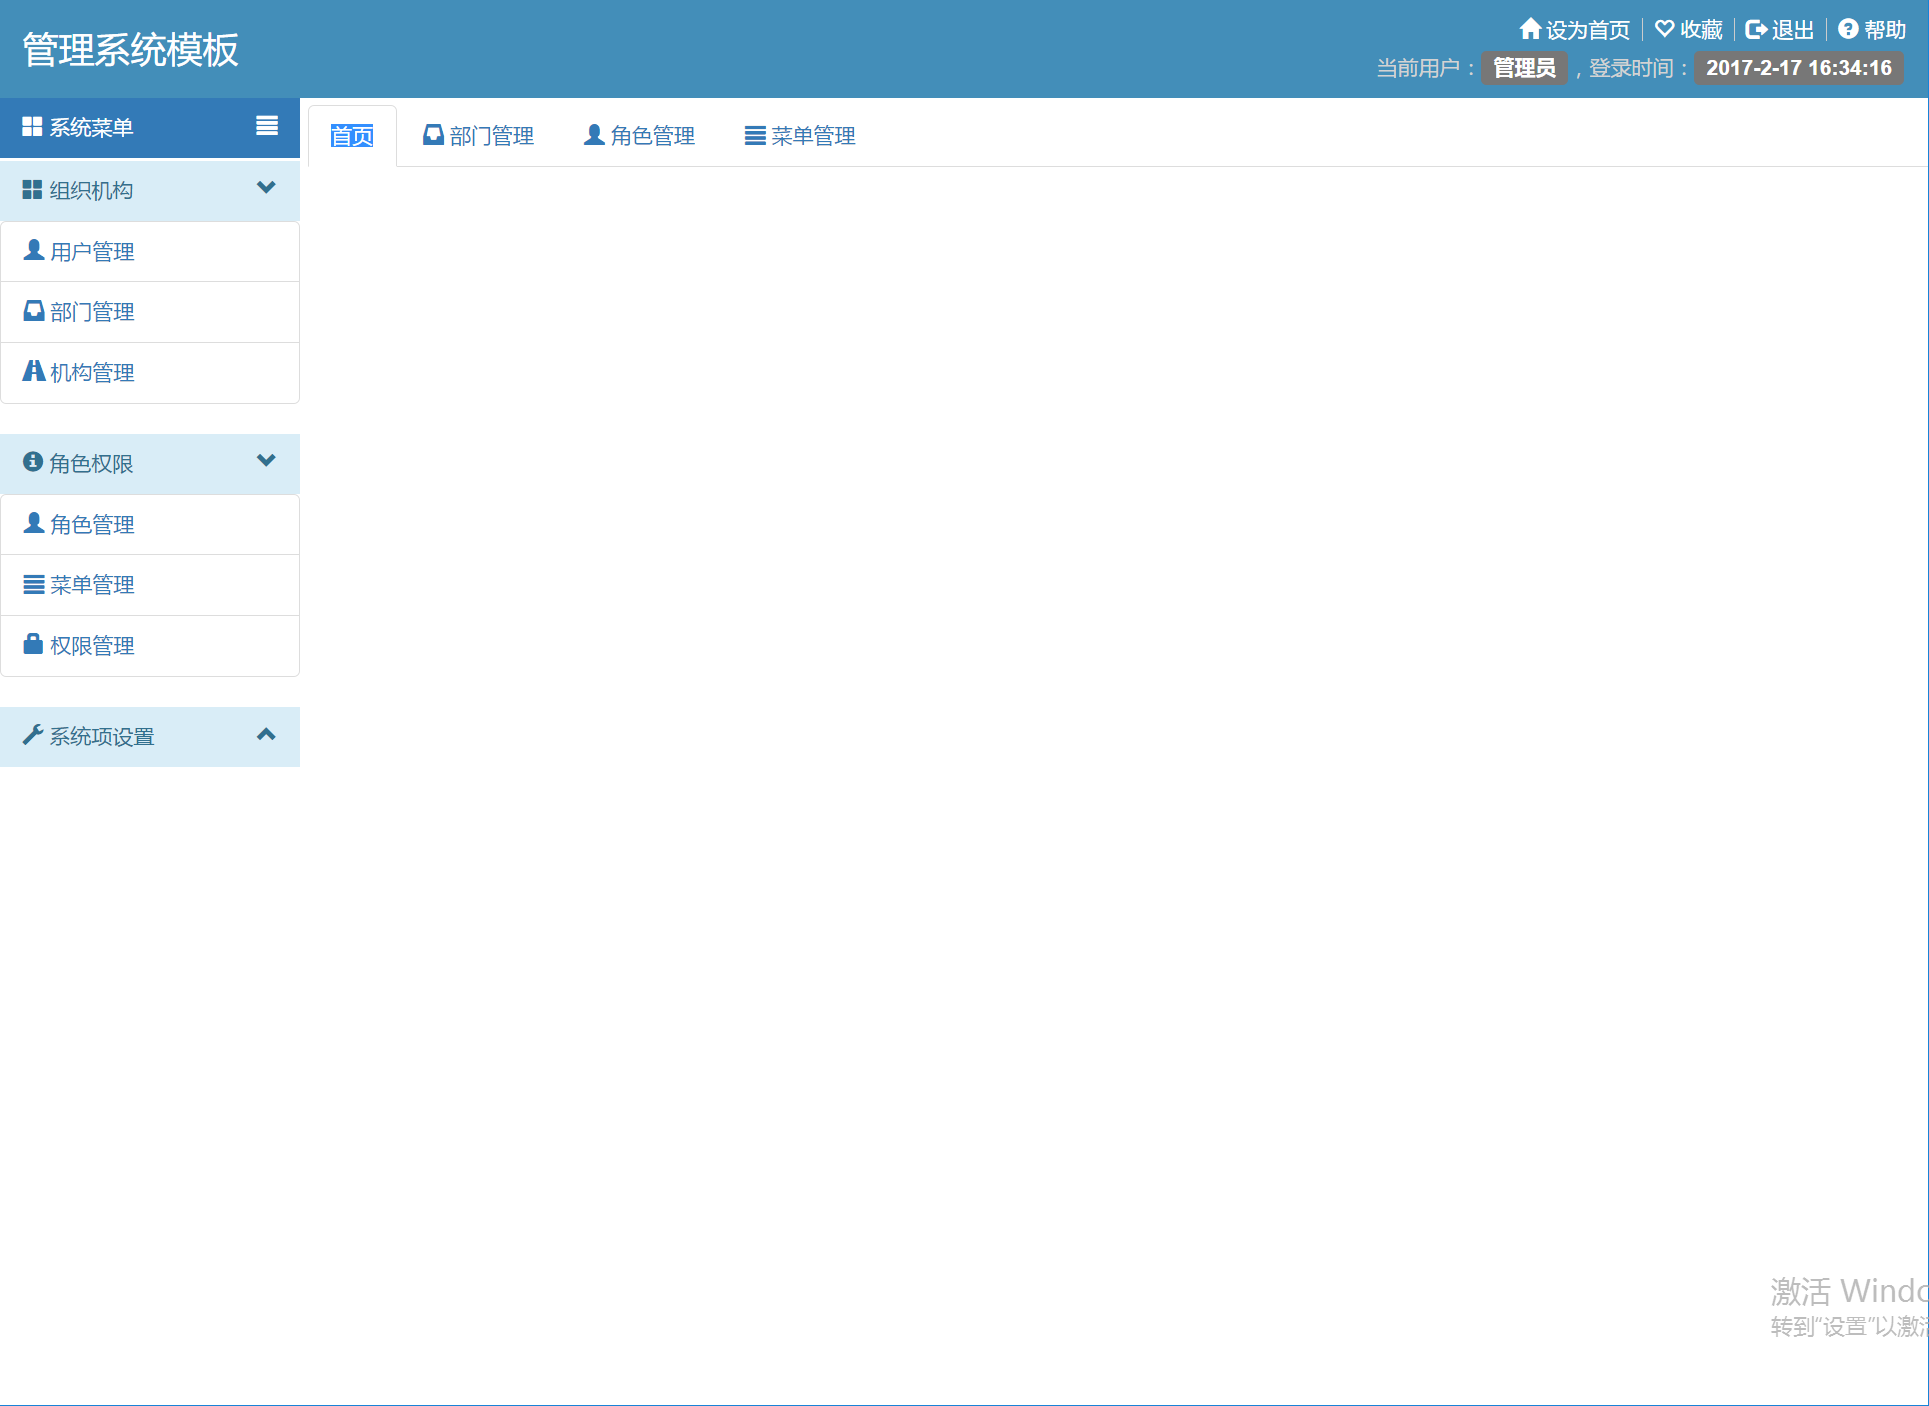 管理系统模板
设为首页 收藏 退出 帮助
当前用户： 管理员 ，登录时间： 2017-2-17 16:34:16
系统菜单
首页 部门管理 角色管理 菜单管理
组织机构
用户管理
部门管理
机构管理
角色权限
角色管理
菜单管理
权限管理
系统项设置
激活 Windo
转到“设置”以激